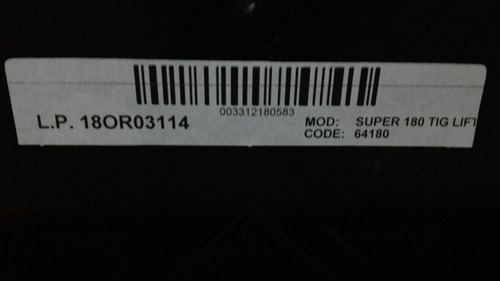 003312180583
L.P. 18OR03114
MOD: SUPER 180 TIG LIFT
CODE: 64180